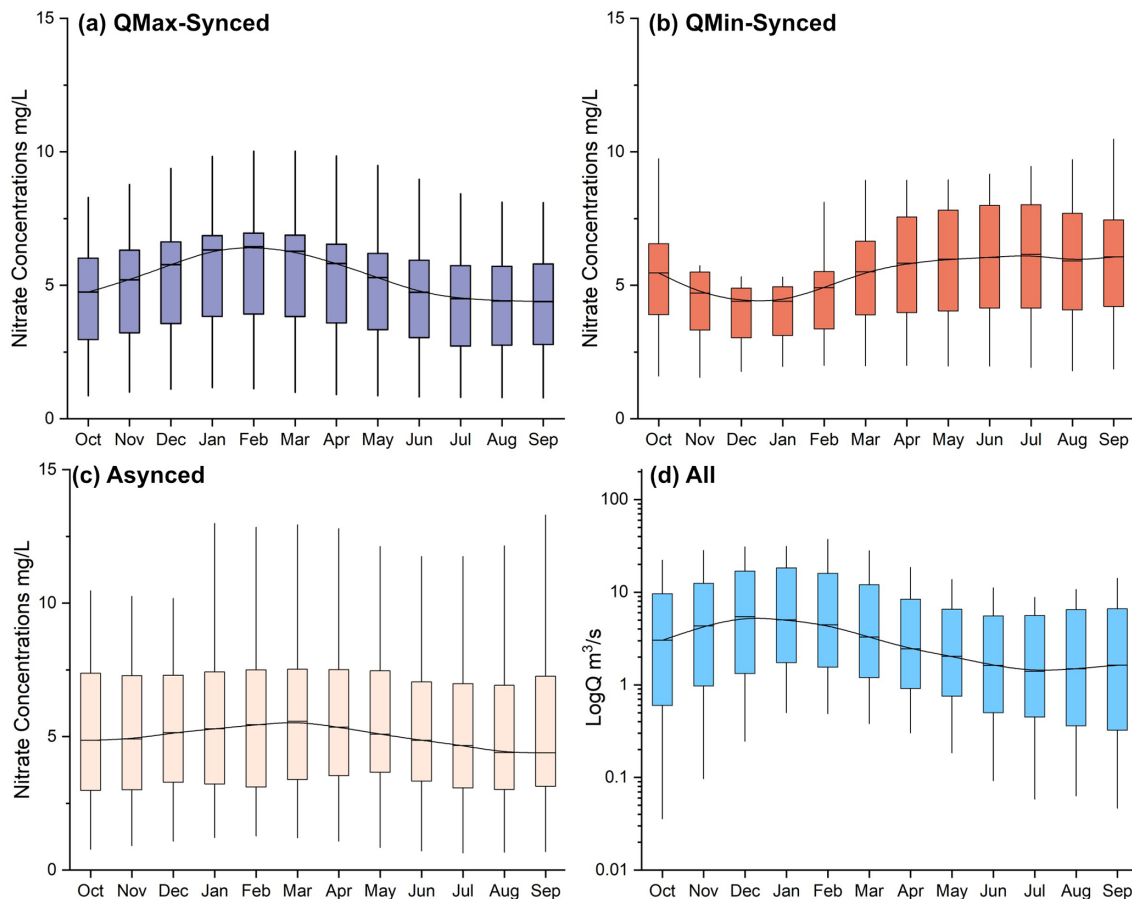 (a) QMax-Synced
Nitrate Concentrations mg/L
15
10
5
0
Oct Nov Dec Jan Feb Mar Apr May Jun Jul Aug Sep
(b) QMin-Synced
Nitrate Concentrations mg/L
15
10
5
0
Oct Nov Dec Jan Feb Mar Apr May Jun Jul Aug Sep
(c) Asynced
Nitrate Concentrations mg/L
15
10
5
0
Oct Nov Dec Jan Feb Mar Apr May Jun Jul Aug Sep
(d) All
LogQ m³/s
100
10
1
0.1
0.01
Oct Nov Dec Jan Feb Mar Apr May Jun Jul Aug Sep